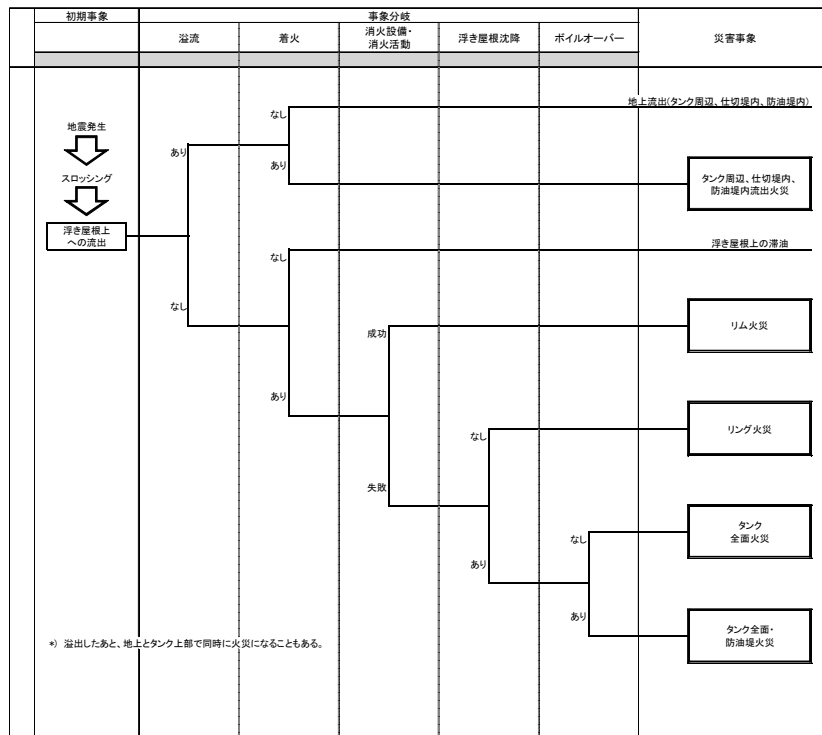 初期事象
事象分岐
災害事象
溢流
着火
消火設備・
消火活動
浮き屋根沈降
ボイルオーバー
地震発生
スロッシング
浮き屋根上
への流出
あり
なし
なし
あり
なし
あり
成功
失敗
なし
あり
なし
あり
地上流出(タンク周辺、仕切堤内、防油堤内)
タンク周辺、仕切堤内、
防油堤内流出火災
浮き屋根上の滞油
リム火災
リング火災
タンク
全面火災
タンク全面・
防油堤火災
*) 溢出したあと、地上とタンク上部で同時に火災になることもある。